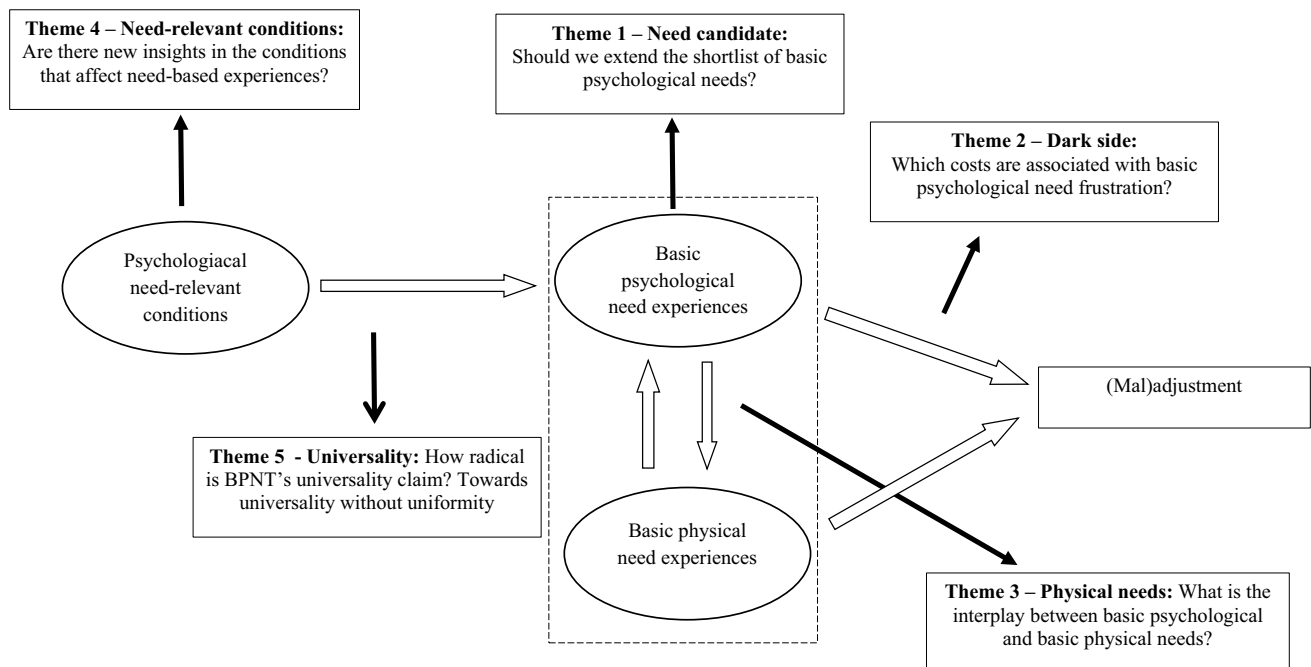 Theme 4 – Need-relevant conditions:
Are there new insights in the conditions
that affect need-based experiences?
Theme 1 – Need candidate:
Should we extend the shortlist of basic
psychological needs?
Theme 2 – Dark side:
Which costs are associated with basic
psychological need frustration?
Psychologiacal
need-relevant
conditions
Basic
psychological
need experiences
(Mal)adjustment
Theme 5 - Universality: How radical
is BPNT’s universality claim? Towards
universality without uniformity
Basic physical
need experiences
Theme 3 – Physical needs: What is the
interplay between basic psychological
and basic physical needs?